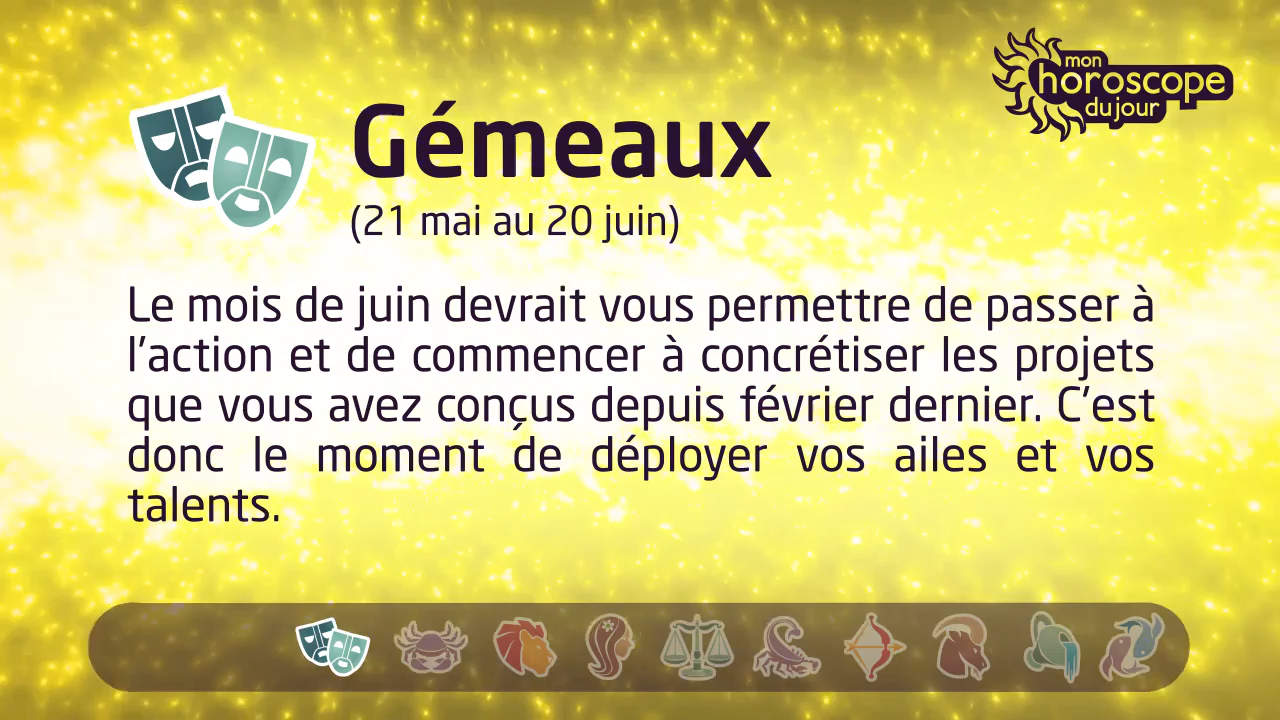 mon
horoscope
du jour
Gémeaux
(21 mai au 20 juin)
Le mois de juin devrait vous permettre de passer à
l'action et de commencer à concrétiser les projets
que vous avez conçus depuis février dernier. C'est
donc le moment de déployer vos ailes et vos
talents.